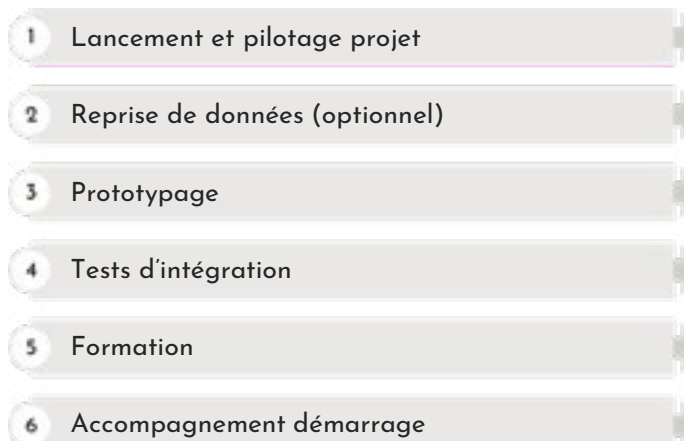 1 Lancement et pilotage projet
2 Reprise de données (optionnel)
3 Prototypage
4 Tests d'intégration
5 Formation
6 Accompagnement démarrage